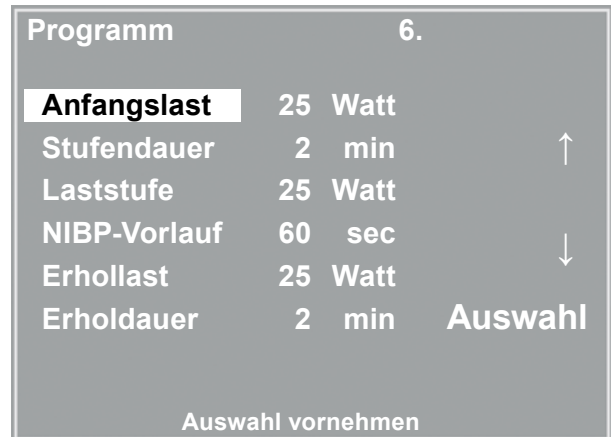 Programm 6.
Anfangslast 25 Watt
Stufendauer 2 min ↑
Laststufe 25 Watt
NIBP-Vorlauf 60 sec ↓
Erhollast 25 Watt
Erholdauer 2 min Auswahl
Auswahl vornehmen